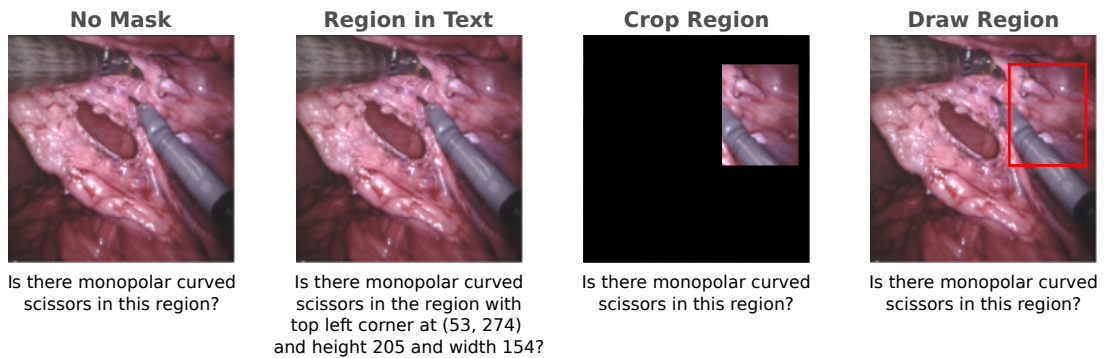 No Mask
Is there monopolar curved
scissors in this region?
Region in Text
Is there monopolar curved
scissors in the region with
top left corner at (53, 274)
and height 205 and width 154?
Crop Region
Is there monopolar curved
scissors in this region?
Draw Region
Is there monopolar curved
scissors in this region?